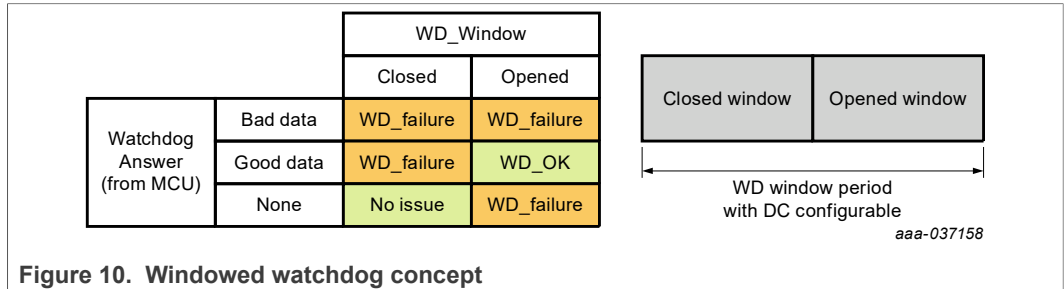 WD_Window
Closed Opened
Watchdog
Answer
(from MCU)
Bad data WD_failure WD_failure
Good data WD_failure WD_OK
None No issue WD_failure
Closed window Opened window
WD window period
with DC configurable
aaa-037158
Figure 10. Windowed watchdog concept